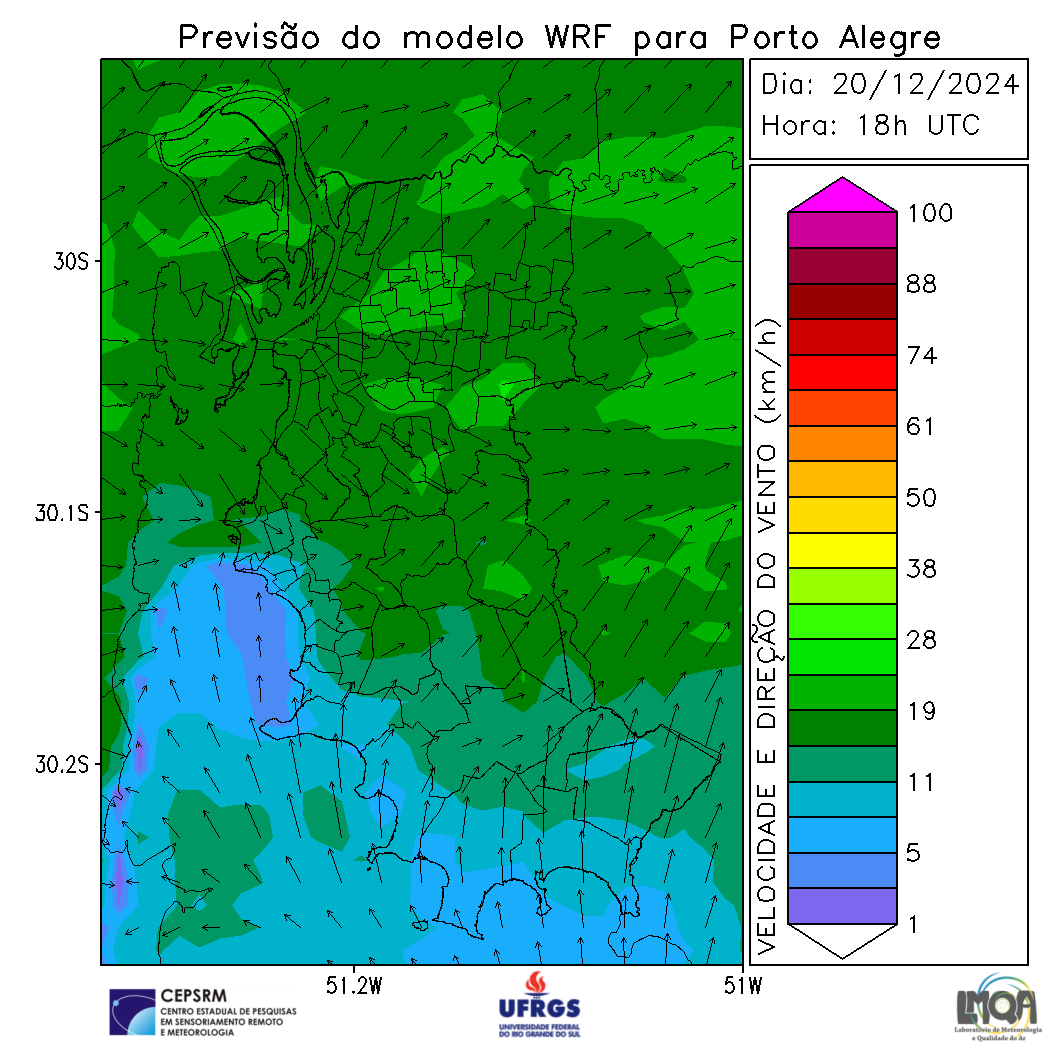 Previsão do modelo WRF para Porto Alegre
Dia: 20/12/2024
Hora: 18h UTC
30S
30.1S
30.2S
51.2W
51W
VELOCIDADE E DIREÇÃO DO VENTO (km/h)
100
88
74
61
50
38
28
19
11
5
1
CEPSRM
CENTRO ESTADUAL DE PESQUISAS
EM SENSORIAMENTO REMOTO
E METEOROLOGIA
UFRGS
UNIVERSIDADE FEDERAL
DO RIO GRANDE DO SUL
LMQA
Laboratório de Meteorologia
e Qualidade do Ar